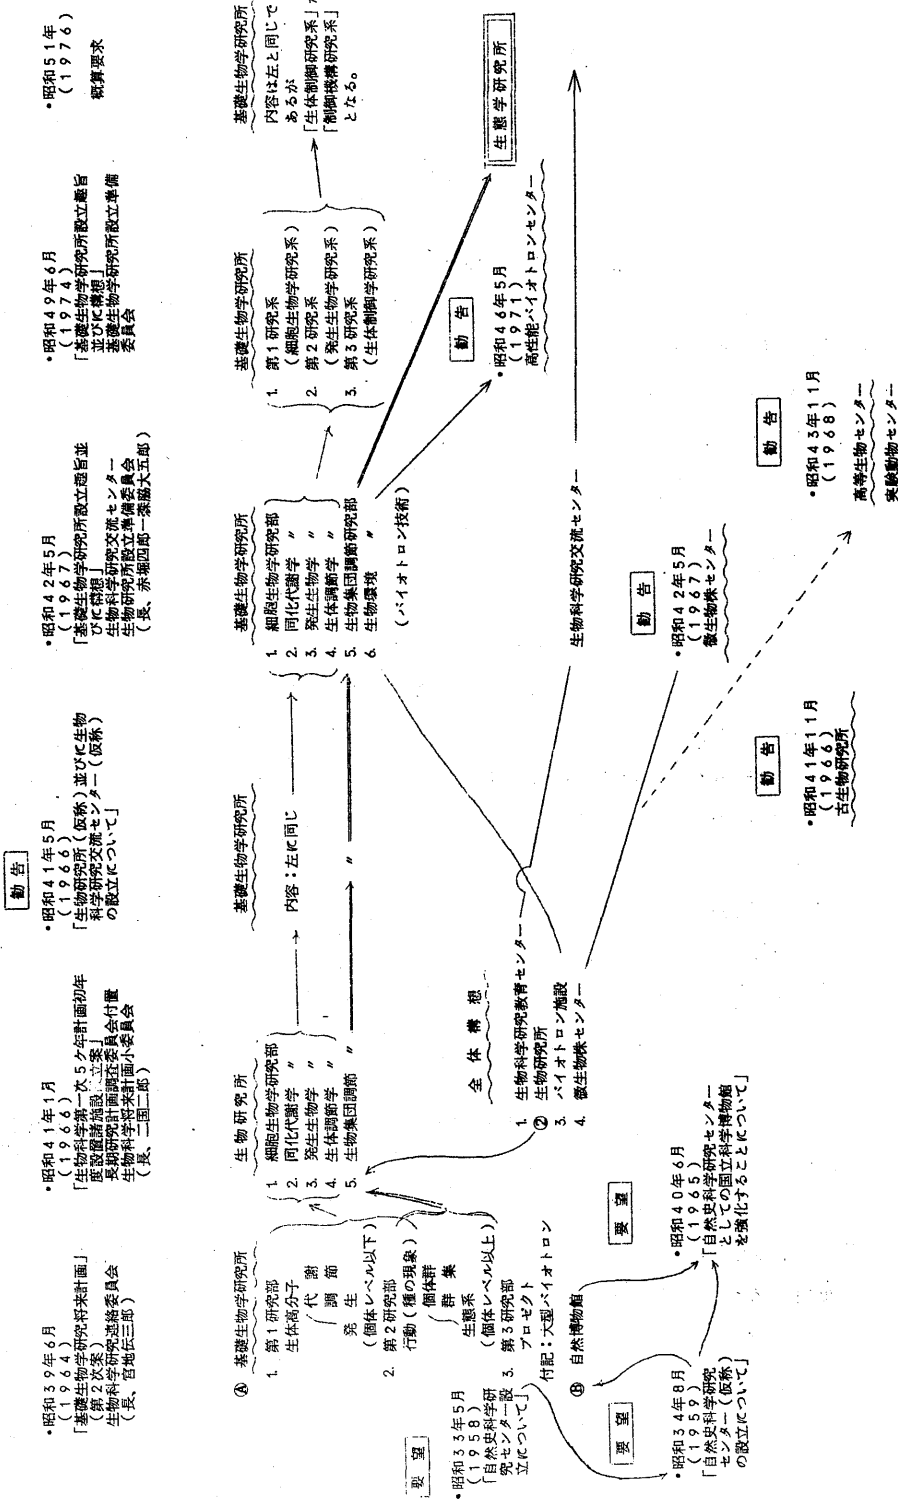 ・昭和39年6月
(1964)
「基礎生物学研究将来計画」
(第2次案)
生物科学研究連絡委員会
(長、宮地伝三郎)
・昭和41年1月
(1966)
「生物科学第一次5ケ年計画初年
度設置諸施設 立案」
長期研究計画調査委員会付置
生物科学将来計画小委員会
(長、二国二郎)
勧告
・昭和41年5月
(1966)
「生物研究所(仮称)並びに生物
科学研究交流センター(仮称)
の設立について」
・昭和42年5月
(1967)
「基礎生物学研究所設立趣旨並
びに構想」
生物科学研究交流センター
生物研究所設立準備委員会
(長、赤堀四郎―森脇大五郎)
・昭和49年6月
(1974)
「基礎生物学研究所設立趣旨
並びに構想」
基礎生物学研究所設立準備
委員会
・昭和51年
(1976)
概算要求
Ⓐ 基礎生物学研究所
1. 第1研究部
生体高分子
代謝
調節
発生
(個体レベル以下)
2. 第2研究部
行動(種の現象)
個体群
群集
生態系
(個体レベル以上)
3. 第3研究部
プロゼクト
付記:大型バイオトロン
Ⓑ 自然博物館
生物研究所
1. 細胞生物学研究部
2. 同化代謝学 〃
3. 発生生物学 〃
4. 生体調節学 〃
5. 生物集団調節 〃
基礎生物学研究所
内容:左に同じ
〃
基礎生物学研究所
1. 細胞生物学研究部
2. 同化代謝学 〃
3. 発生生物学 〃
4. 生体調節学 〃
5. 生物集団調節研究部
6. 生物環境 〃
(バイオトロン技術)
基礎生物学研究所
1. 第1研究系
(細胞生物学研究系)
2. 第2研究系
(発生生物学研究系)
3. 第3研究系
(生体制御学研究系)
基礎生物学研究所
内容は左と同じで
あるが
「生体制御研究系」
「制御機構研究系」
となる。
生態学研究所
全体構想
1. 生物科学研究教育センター
② 生物研究所
3. バイオトロン施設
4. 微生物株センター
生物科学研究交流センター
勧告
・昭和46年5月
(1971)
高性能バイオトロンセンター
要望
・昭和33年5月
(1958)
「自然史科学研
究センター設
立について」
要望
・昭和34年8月
(1959)
「自然史科学研究
センター(仮称)
の設立について」
要望
・昭和40年6月
(1965)
「自然史科学研究センター
としての国立科学博物館
を強化することについて」
勧告
・昭和42年5月
(1967)
微生物株センター
勧告
・昭和41年11月
(1966)
古生物研究所
勧告
・昭和43年11月
(1968)
高等生物センター
実験動物センター